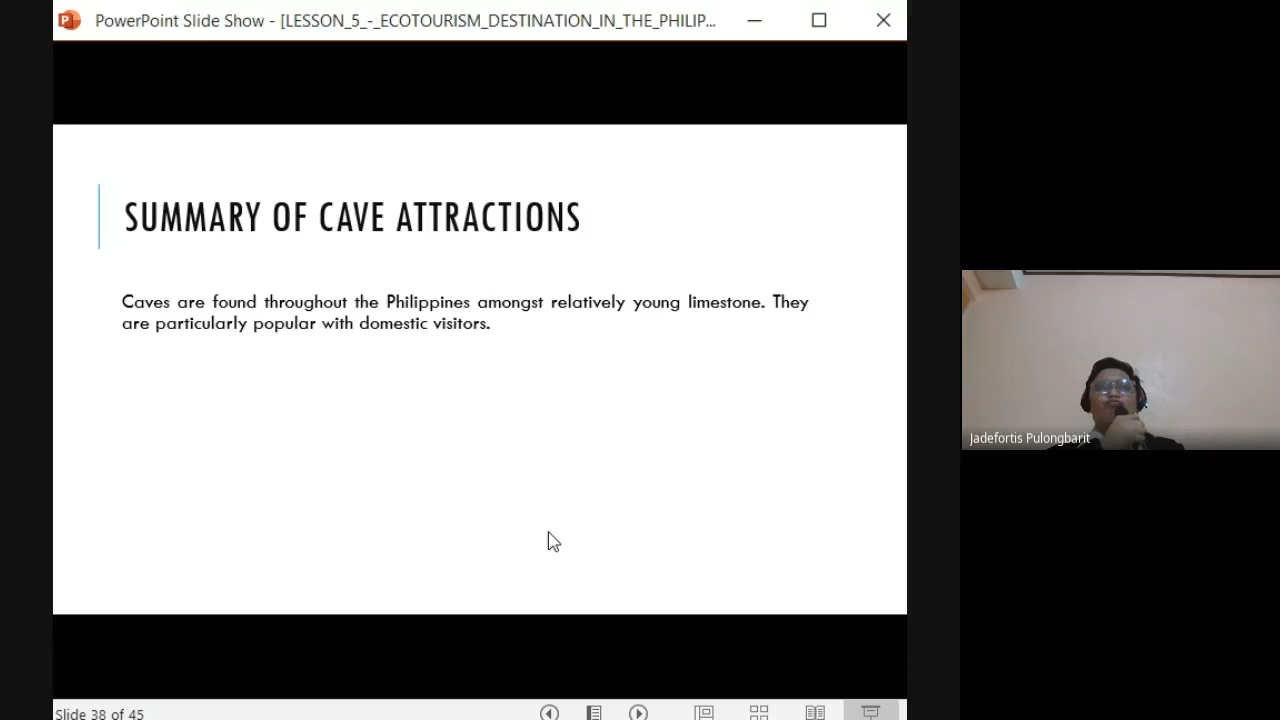 PowerPoint Slide Show - [LESSON_5_-_ECOTOURISM_DESTINATION_IN_THE_PHILIP...
SUMMARY OF CAVE ATTRACTIONS
Caves are found throughout the Philippines amongst relatively young limestone. They
are particularly popular with domestic visitors.
Jadefortis Pulongbarit
Slide 38 of 45